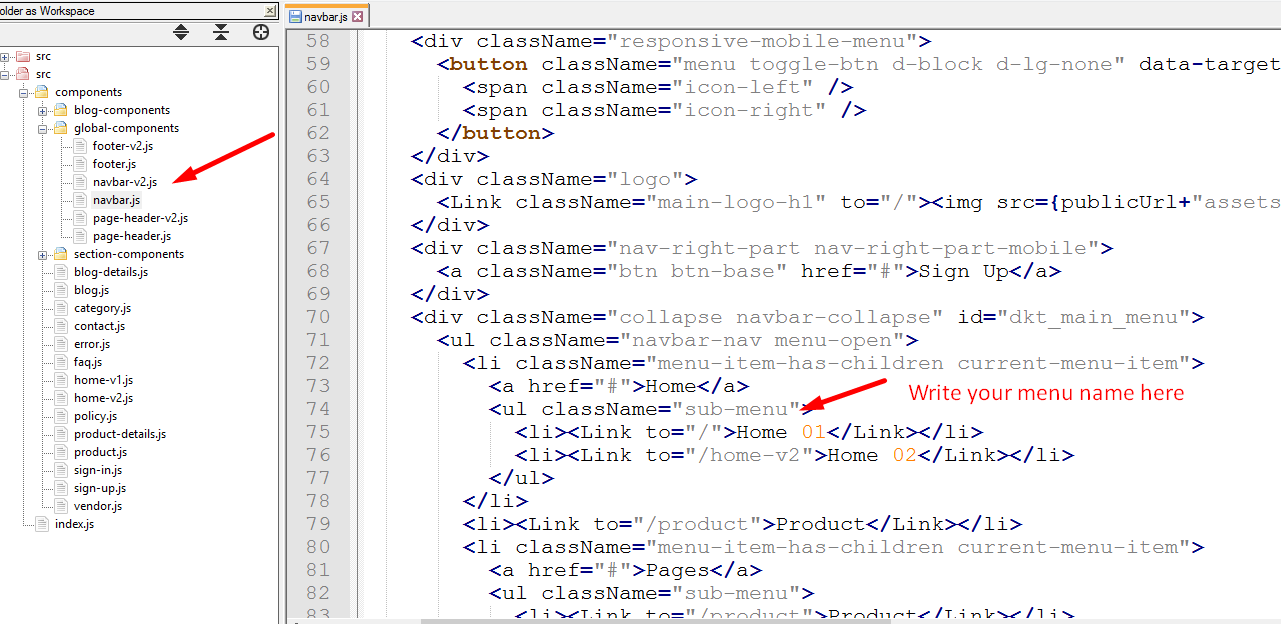 older as Workspace
navbar.js
src
src
components
blog-components
global-components
footer-v2.js
footer.js
navbar-v2.js
navbar.js
page-header-v2.js
page-header.js
section-components
blog-details.js
blog.js
category.js
contact.js
error.js
faq.js
home-v1.js
home-v2.js
policy.js
product-details.js
product.js
sign-in.js
sign-up.js
vendor.js
index.js
58 <div className="responsive-mobile-menu">
59 <button className="menu toggle-btn d-block d-lg-none" data-target
60 <span className="icon-left" />
61 <span className="icon-right" />
62 </button>
63 </div>
64 <div className="logo">
65 <Link className="main-logo-h1" to="/"><img src={publicUrl+"assets
66 </div>
67 <div className="nav-right-part nav-right-part-mobile">
68 <a className="btn btn-base" href="#">Sign Up</a>
69 </div>
70 <div className="collapse navbar-collapse" id="dkt_main_menu">
71 <ul className="navbar-nav menu-open">
72 <li className="menu-item-has-children current-menu-item">
73 <a href="#">Home</a>
74 <ul className="sub-menu">
Write your menu name here
75 <li><Link to="/">Home 01</Link></li>
76 <li><Link to="/home-v2">Home 02</Link></li>
77 </ul>
78 </li>
79 <li><Link to="/product">Product</Link></li>
80 <li className="menu-item-has-children current-menu-item">
81 <a href="#">Pages</a>
82 <ul className="sub-menu">
83 <li><Link to="/product">Product</Link></li>